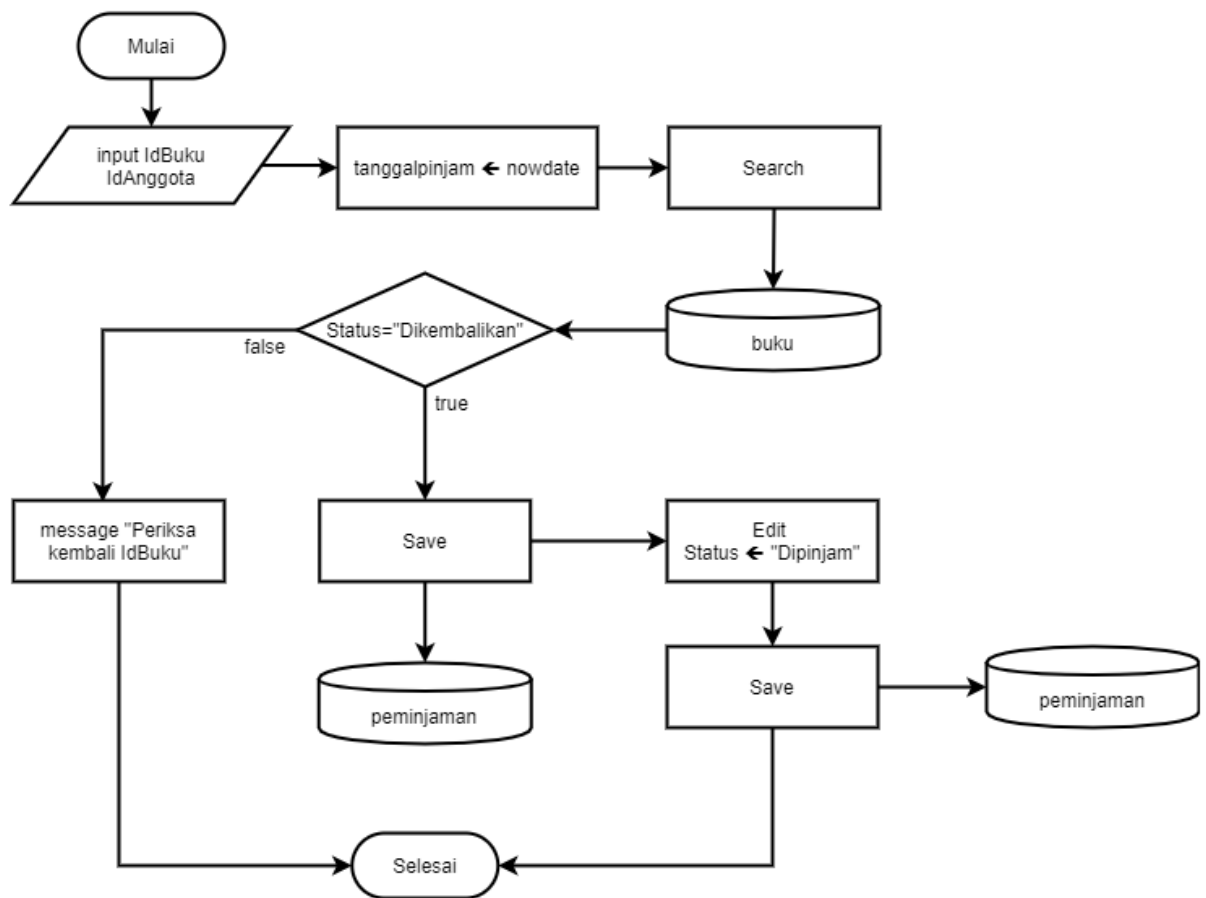 Mulai
input IdBuku
IdAnggota
tanggalpinjam 🡸 nowdate
Search
buku
Status="Dikembalikan"
false
true
message "Periksa
kembali IdBuku"
Save
Edit
Status 🡸 "Dipinjam"
Save
peminjaman
peminjaman
Selesai